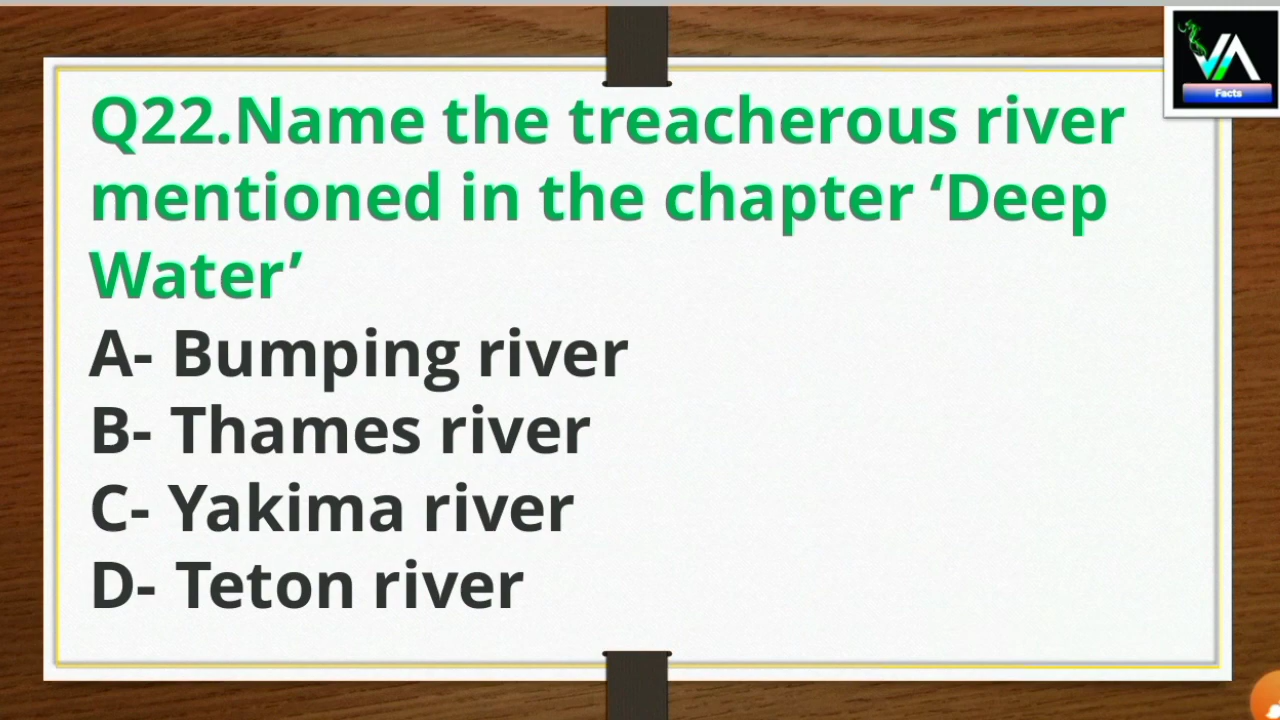 Facts
Q22.Name the treacherous river
mentioned in the chapter ‘Deep
Water’
A- Bumping river
B- Thames river
C- Yakima river
D- Teton river